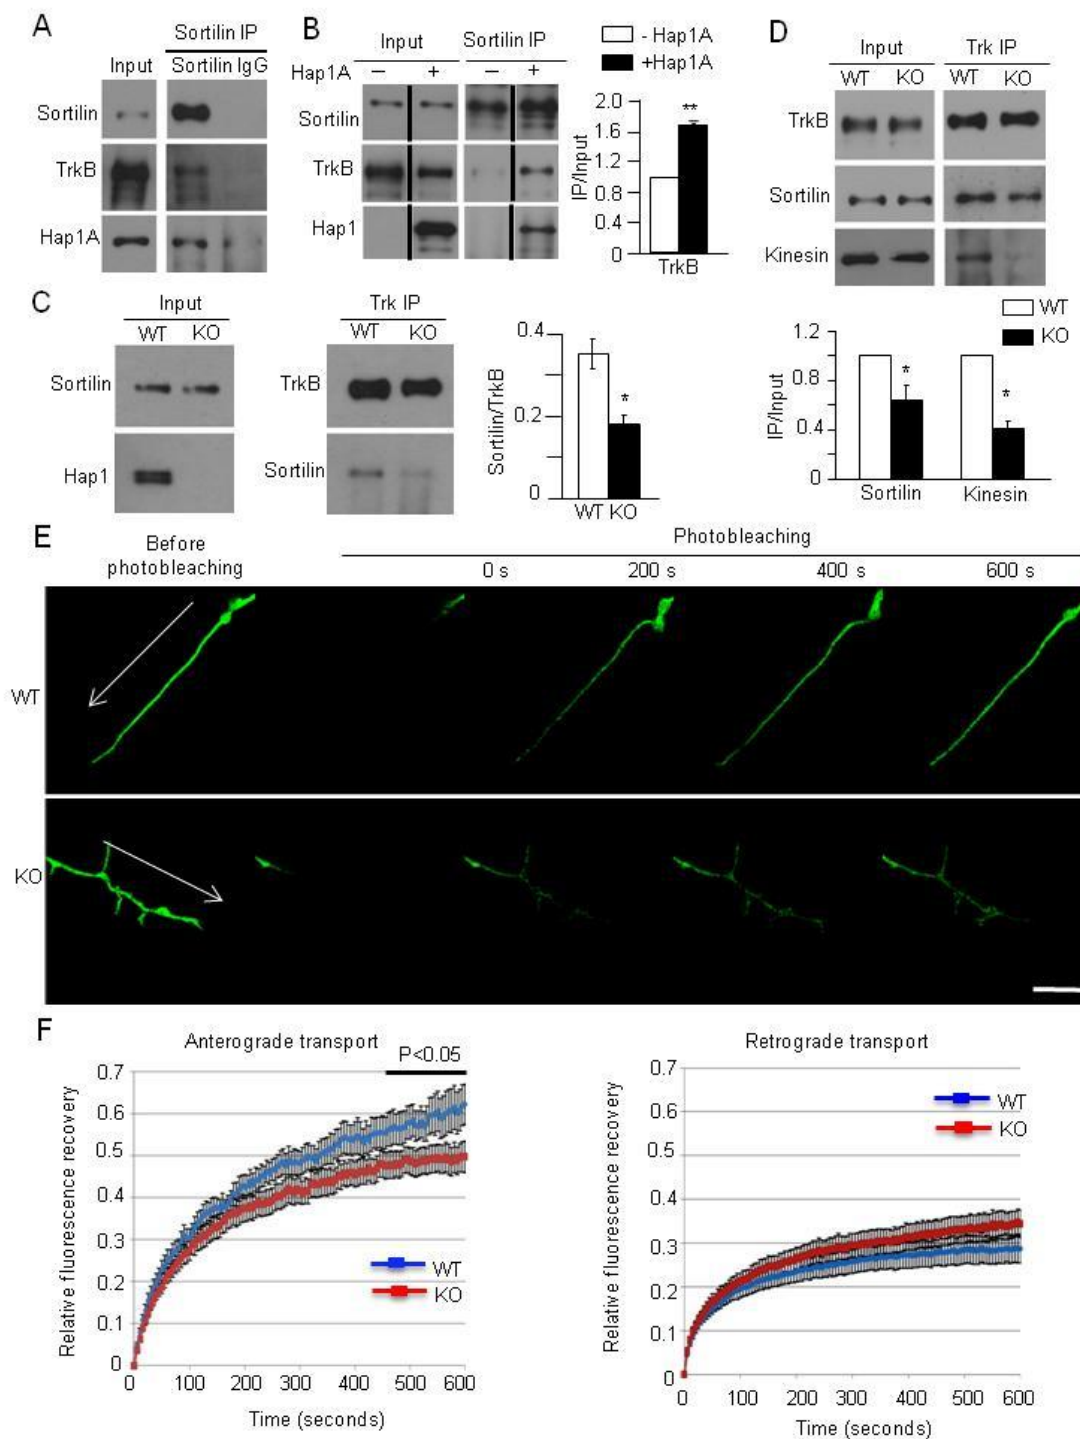 A
Sortilin IP
Input
Sortilin IgG
Sortilin
TrkB
Hap1A
B
Input
Sortilin IP
Hap1A
− + − +
Sortilin
TrkB
Hap1
- Hap1A
+Hap1A
IP/Input
2.0
1.6
1.2
0.8
0.4
0
**
TrkB
D
Input
Trk IP
WT KO WT KO
TrkB
Sortilin
Kinesin
C
Input
WT KO
Sortilin
Hap1
Trk IP
WT KO
TrkB
Sortilin
Sortilin/TrkB
0.4
0.2
0
*
WT KO
WT
KO
IP/Input
1.2
0.8
0.4
0
*
*
Sortilin
Kinesin
E
Before
photobleaching
Photobleaching
0 s
200 s
400 s
600 s
WT
KO
F
Anterograde transport
P<0.05
Relative fluorescence recovery
0.7
0.6
0.5
0.4
0.3
0.2
0.1
0
WT
KO
0 100 200 300 400 500 600
Time (seconds)
Retrograde transport
Relative fluorescence recovery
0.7
0.6
0.5
0.4
0.3
0.2
0.1
0
WT
KO
0 100 200 300 400 500 600
Time (seconds)